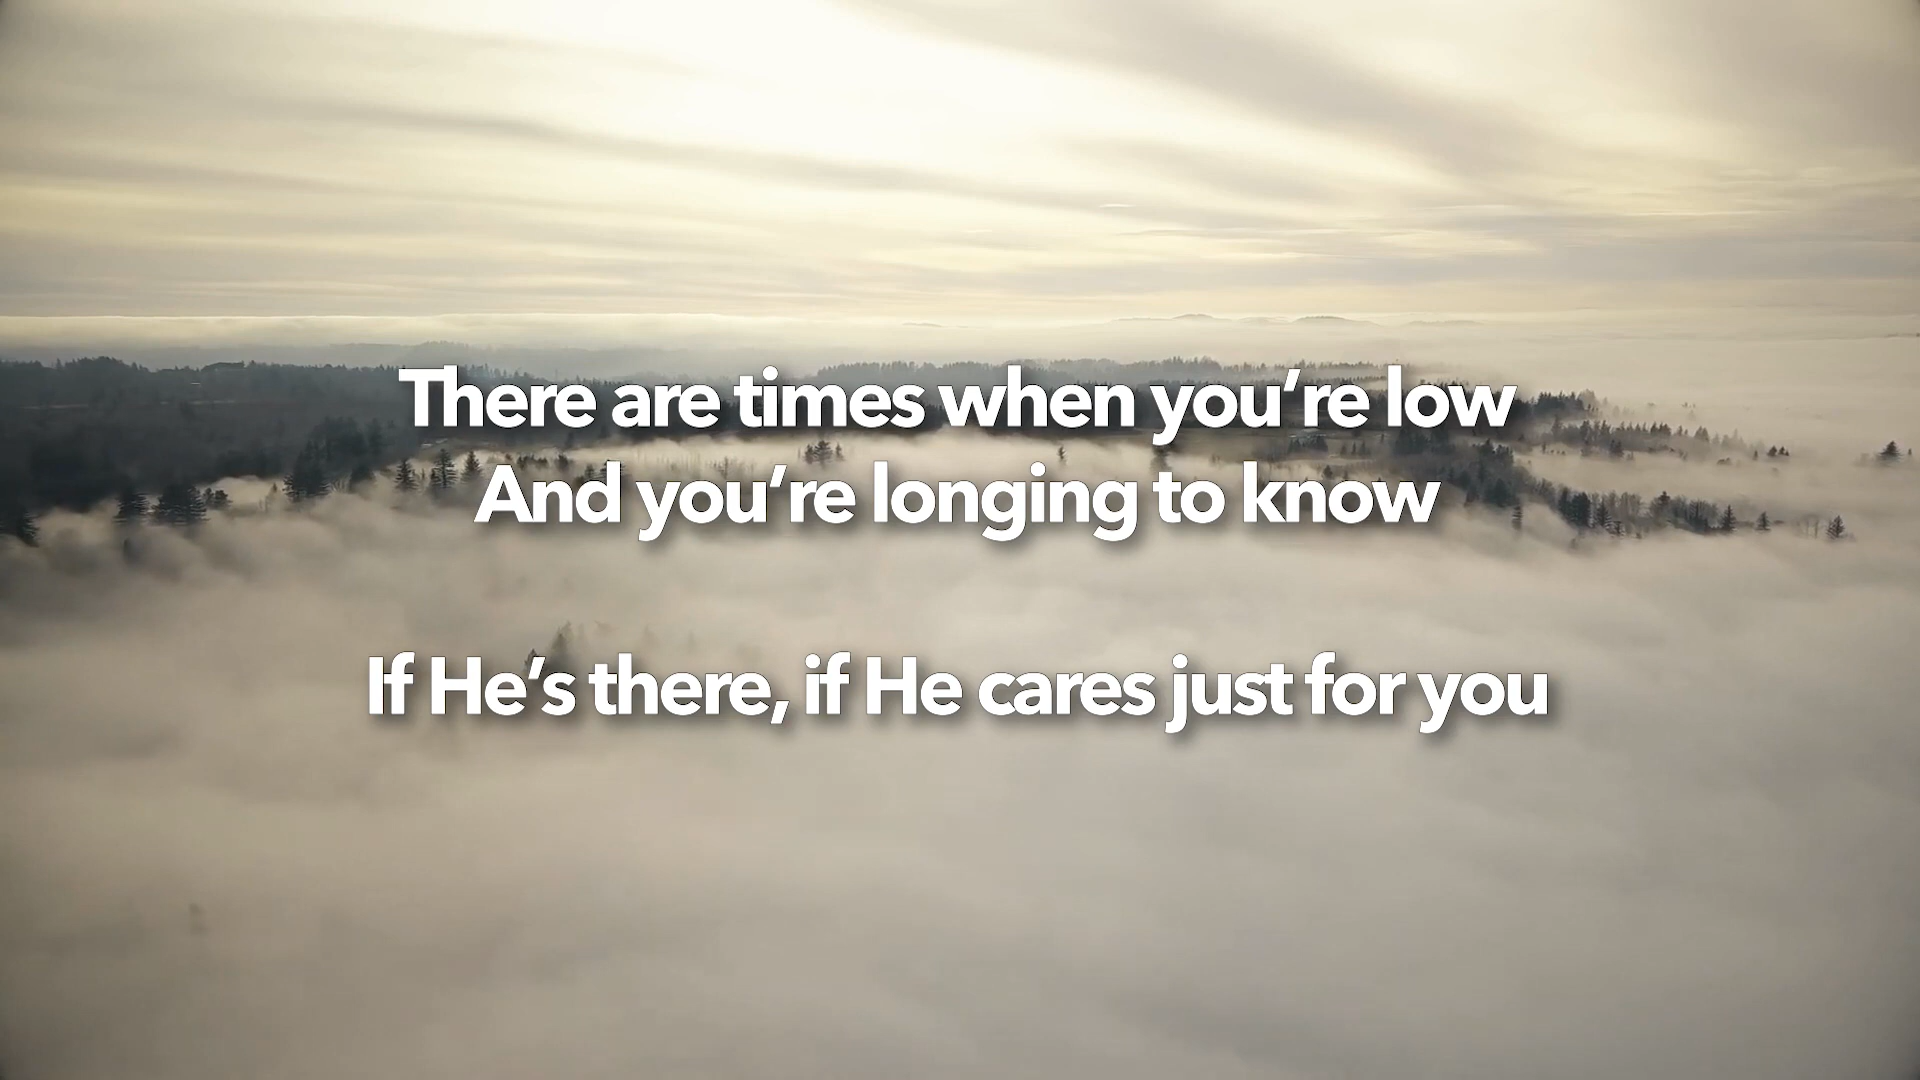 There are times when you’re low
And you’re longing to know
If He’s there, if He cares just for you